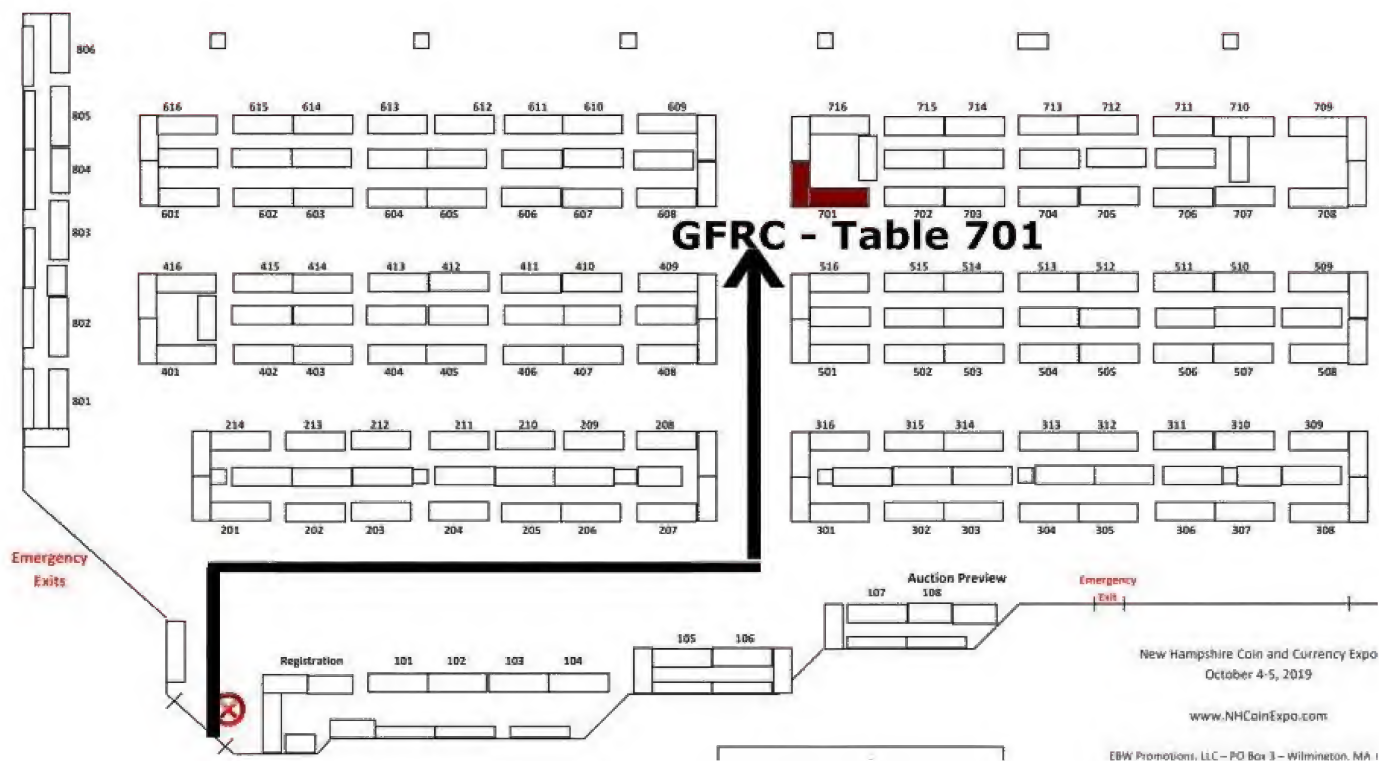 806
616 615 614 613 612 611 610 609 716 715 714 713 712 711 710 709
805
804
601 602 603 604 605 606 607 608 701 702 703 704 705 706 707 708
803
GFRC - Table 701
416 415 414 413 412 411 410 409 516 515 514 513 512 511 510 509
802
401 402 403 404 405 406 407 408 501 502 503 504 505 506 507 508
801
214 213 212 211 210 209 208 316 315 314 313 312 311 310 309
201 202 203 204 205 206 207 301 302 303 304 305 306 307 308
Emergency
Exits
Auction Preview
Emergency
Exit
107 108
105 106
Registration 101 102 103 104
New Hampshire Coin and Currency Expo
October 4-5, 2019
www.NHCoinExpo.com
EBW Promotions, LLC – PO Box 3 – Wilmington, MA